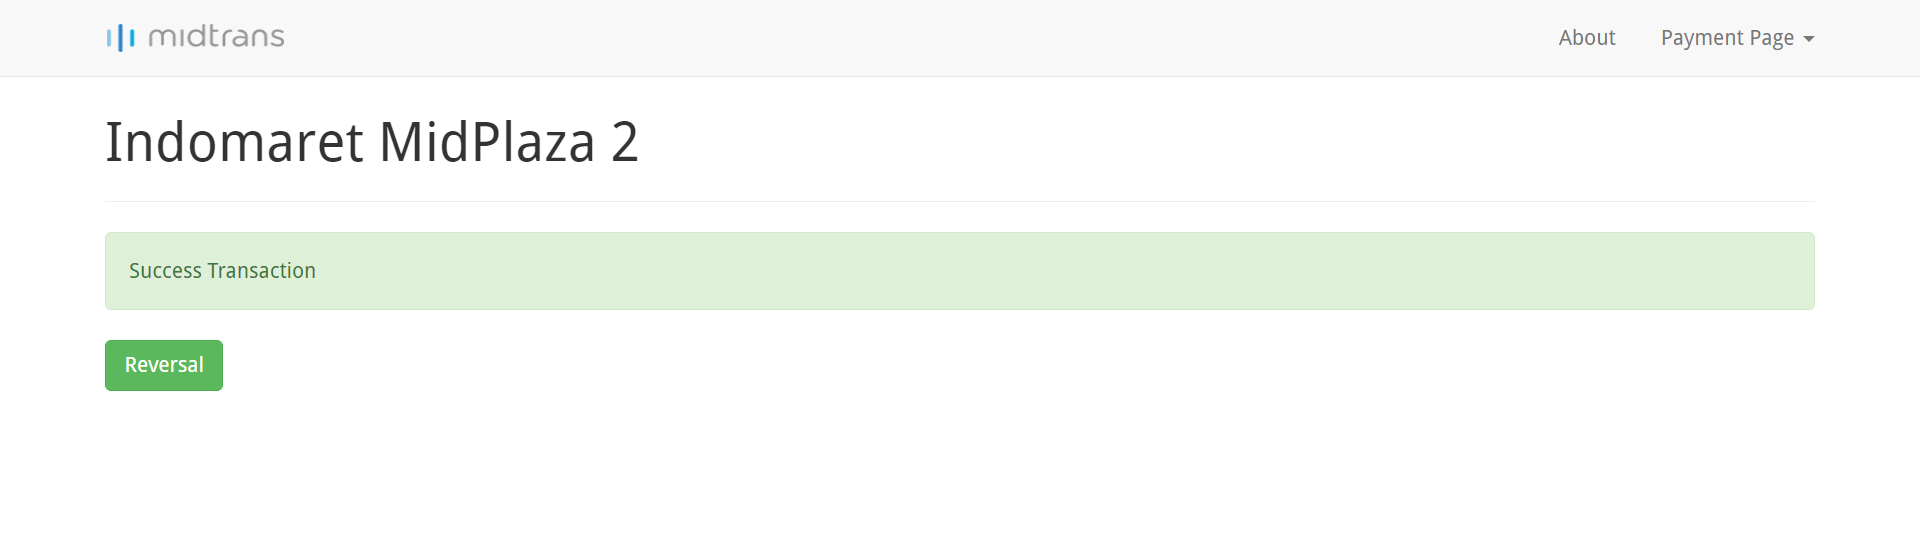 midtrans
About
Payment Page
Indomaret MidPlaza 2
Success Transaction
Reversal